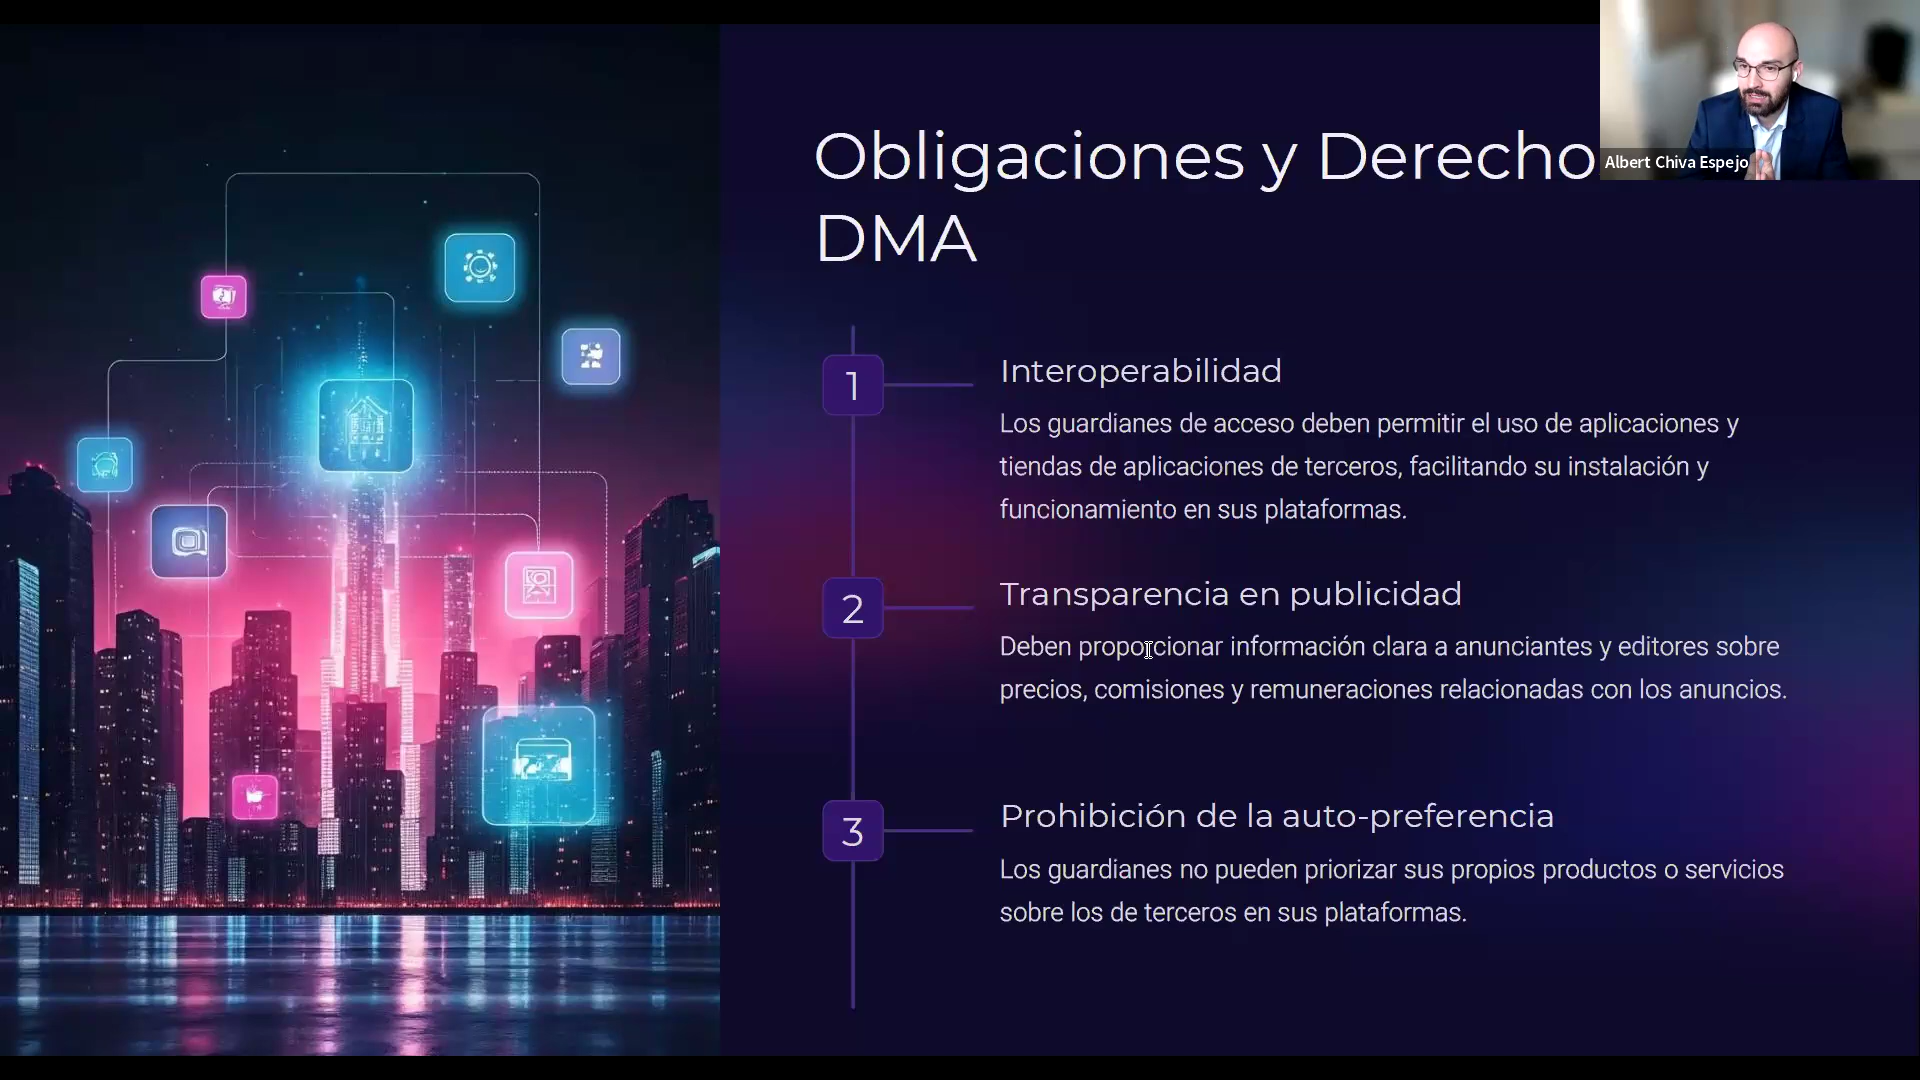 Obligaciones y Derecho
DMA
Albert Chiva Espejo
1
Interoperabilidad
Los guardianes de acceso deben permitir el uso de aplicaciones y
tiendas de aplicaciones de terceros, facilitando su instalación y
funcionamiento en sus plataformas.
2
Transparencia en publicidad
Deben proporcionar información clara a anunciantes y editores sobre
precios, comisiones y remuneraciones relacionadas con los anuncios.
3
Prohibición de la auto-preferencia
Los guardianes no pueden priorizar sus propios productos o servicios
sobre los de terceros en sus plataformas.